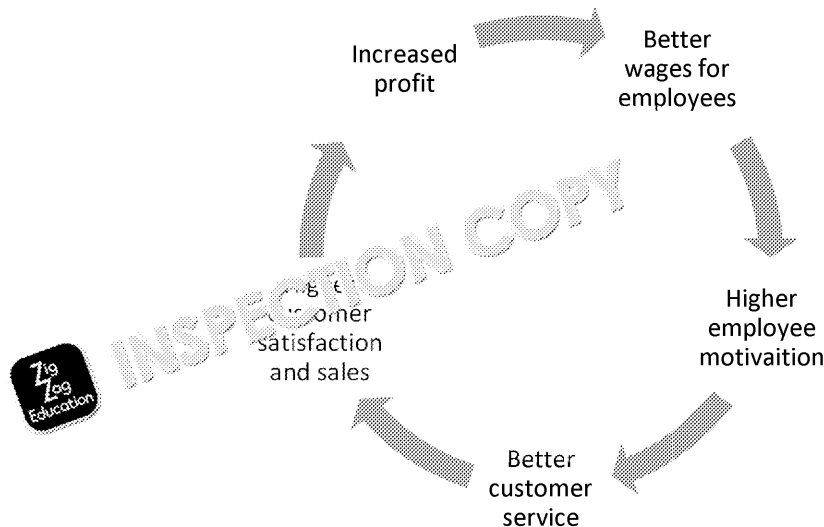 Increased
profit
Better
wages for
employees
Higher
employee
motivaition
Better
customer
service
customer
satisfaction
and sales
INSPECTION COPY
Zig
Zag
Education